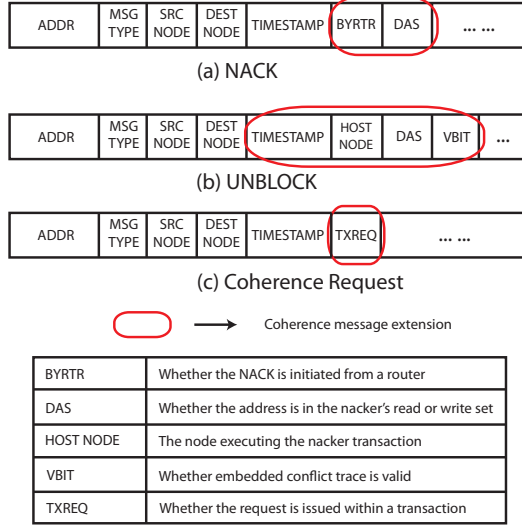 ADDR MSG TYPE SRC NODE DEST NODE TIMESTAMP BYRTR DAS ... ...
(a) NACK
ADDR MSG TYPE SRC NODE DEST NODE TIMESTAMP HOST NODE DAS VBIT ...
(b) UNBLOCK
ADDR MSG TYPE SRC NODE DEST NODE TIMESTAMP TXREQ ... ...
(c) Coherence Request
Coherence message extension
BYRTR Whether the NACK is initiated from a router
DAS Whether the address is in the nacker's read or write set
HOST NODE The node executing the nacker transaction
VBIT Whether embedded conflict trace is valid
TXREQ Whether the request is issued within a transaction